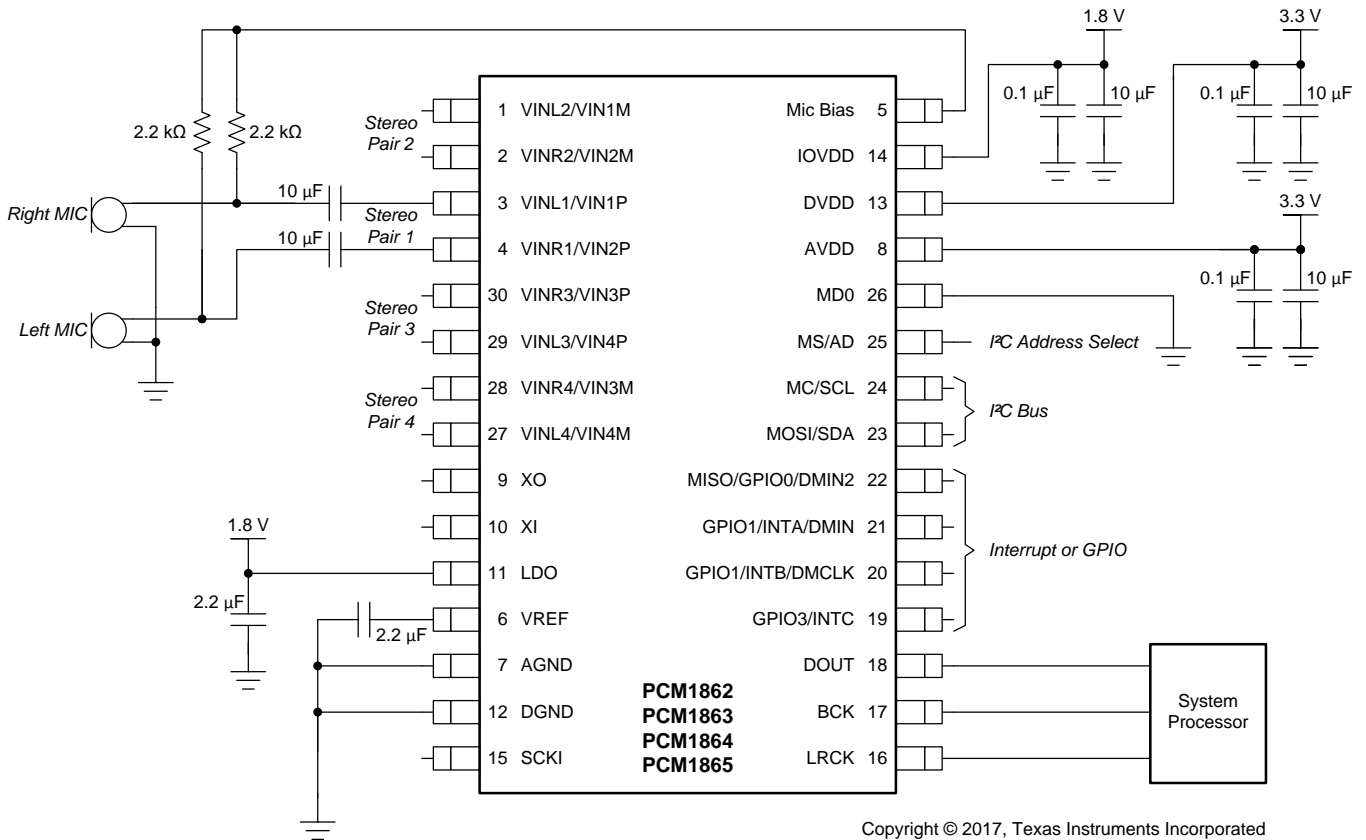 1.8 V
3.3 V
0.1 µF
10 µF
0.1 µF
10 µF
2.2 kΩ
2.2 kΩ
Stereo
Pair 2
1 VINL2/VIN1M
Mic Bias 5
2 VINR2/VIN2M
IOVDD 14
10 µF
3 VINL1/VIN1P
DVDD 13
Right MIC
Stereo
Pair 1
3.3 V
10 µF
4 VINR1/VIN2P
AVDD 8
0.1 µF
10 µF
Stereo
Pair 3
30 VINR3/VIN3P
MD0 26
Left MIC
29 VINL3/VIN4P
MS/AD 25
I²C Address Select
Stereo
Pair 4
28 VINR4/VIN3M
MC/SCL 24
I²C Bus
27 VINL4/VIN4M
MOSI/SDA 23
9 XO
MISO/GPIO0/DMIN2 22
1.8 V
10 XI
GPIO1/INTA/DMIN 21
Interrupt or GPIO
11 LDO
GPIO1/INTB/DMCLK 20
2.2 µF
6 VREF
GPIO3/INTC 19
2.2 µF
7 AGND
DOUT 18
PCM1862
PCM1863
PCM1864
PCM1865
12 DGND
BCK 17
System
Processor
15 SCKI
LRCK 16
Copyright © 2017, Texas Instruments Incorporated